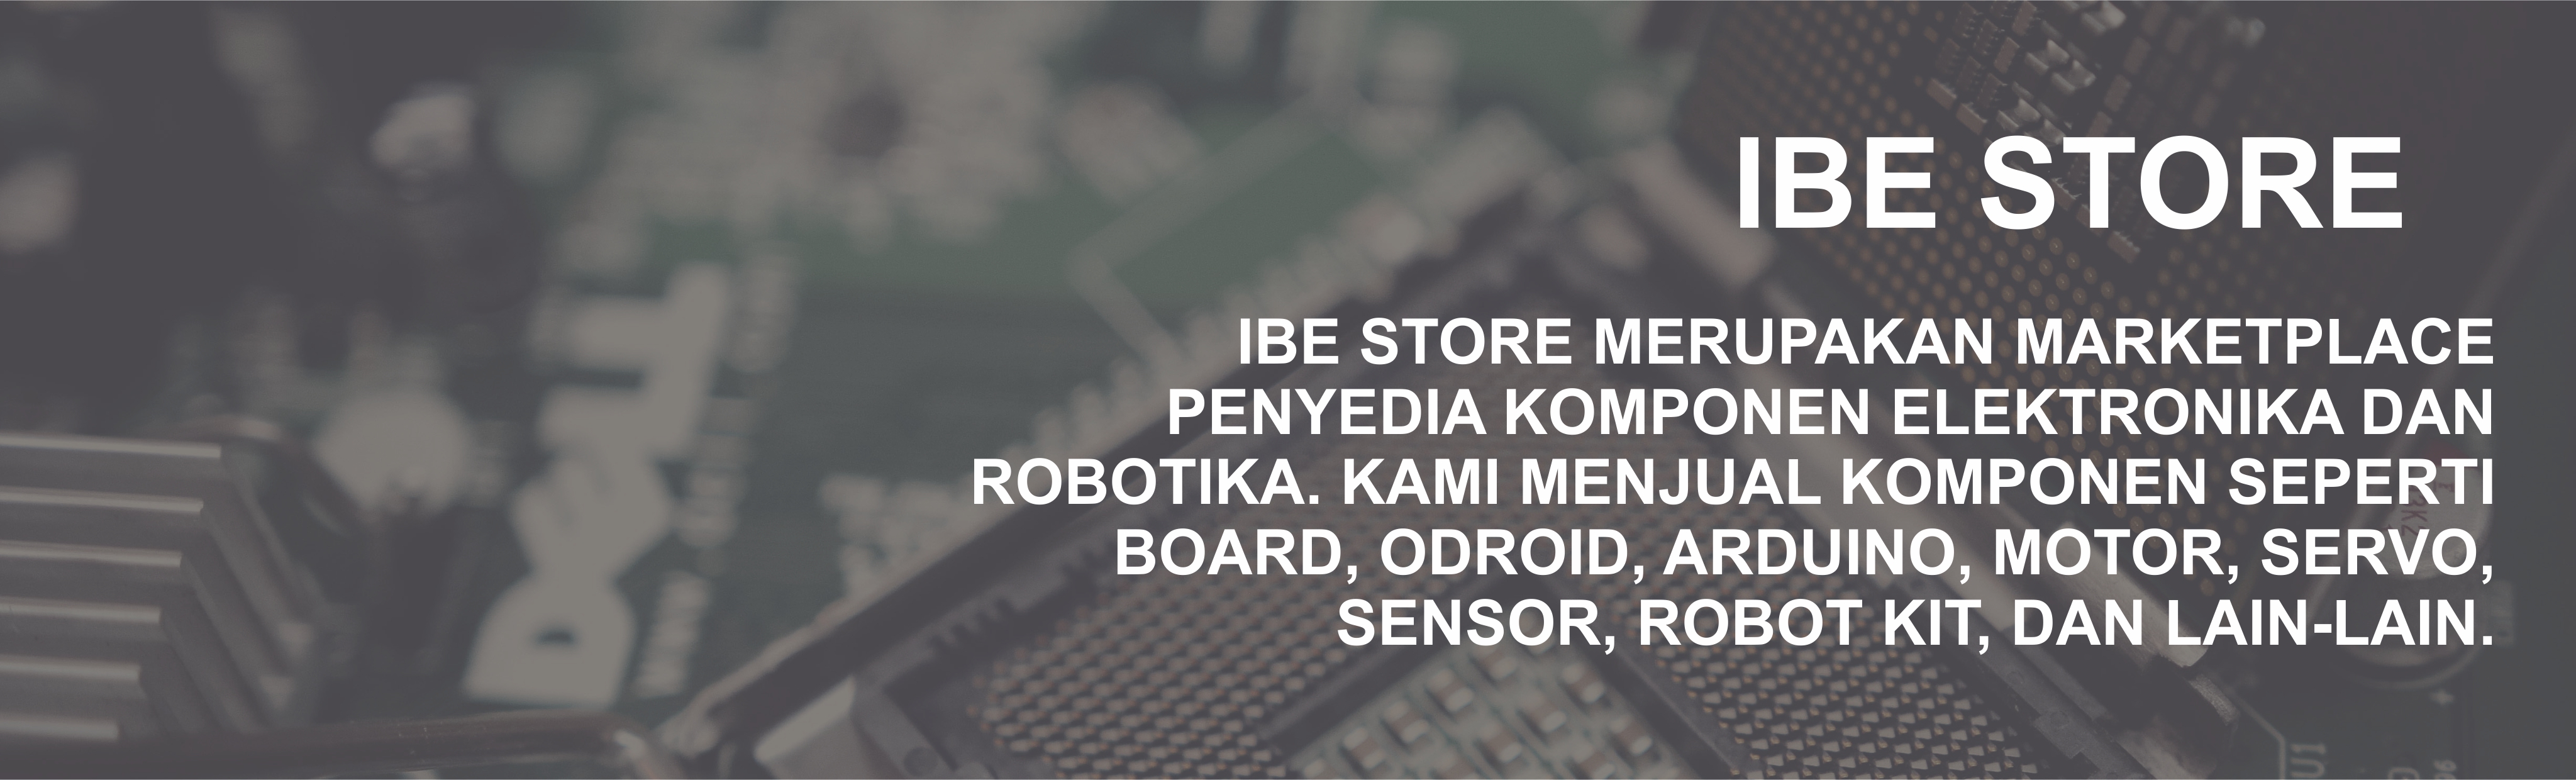 IBE STORE
IBE STORE MERUPAKAN MARKETPLACE
PENYEDIA KOMPONEN ELEKTRONIKA DAN
ROBOTIKA. KAMI MENJUAL KOMPONEN SEPERTI
BOARD, ODROID, ARDUINO, MOTOR, SERVO,
SENSOR, ROBOT KIT, DAN LAIN-LAIN.